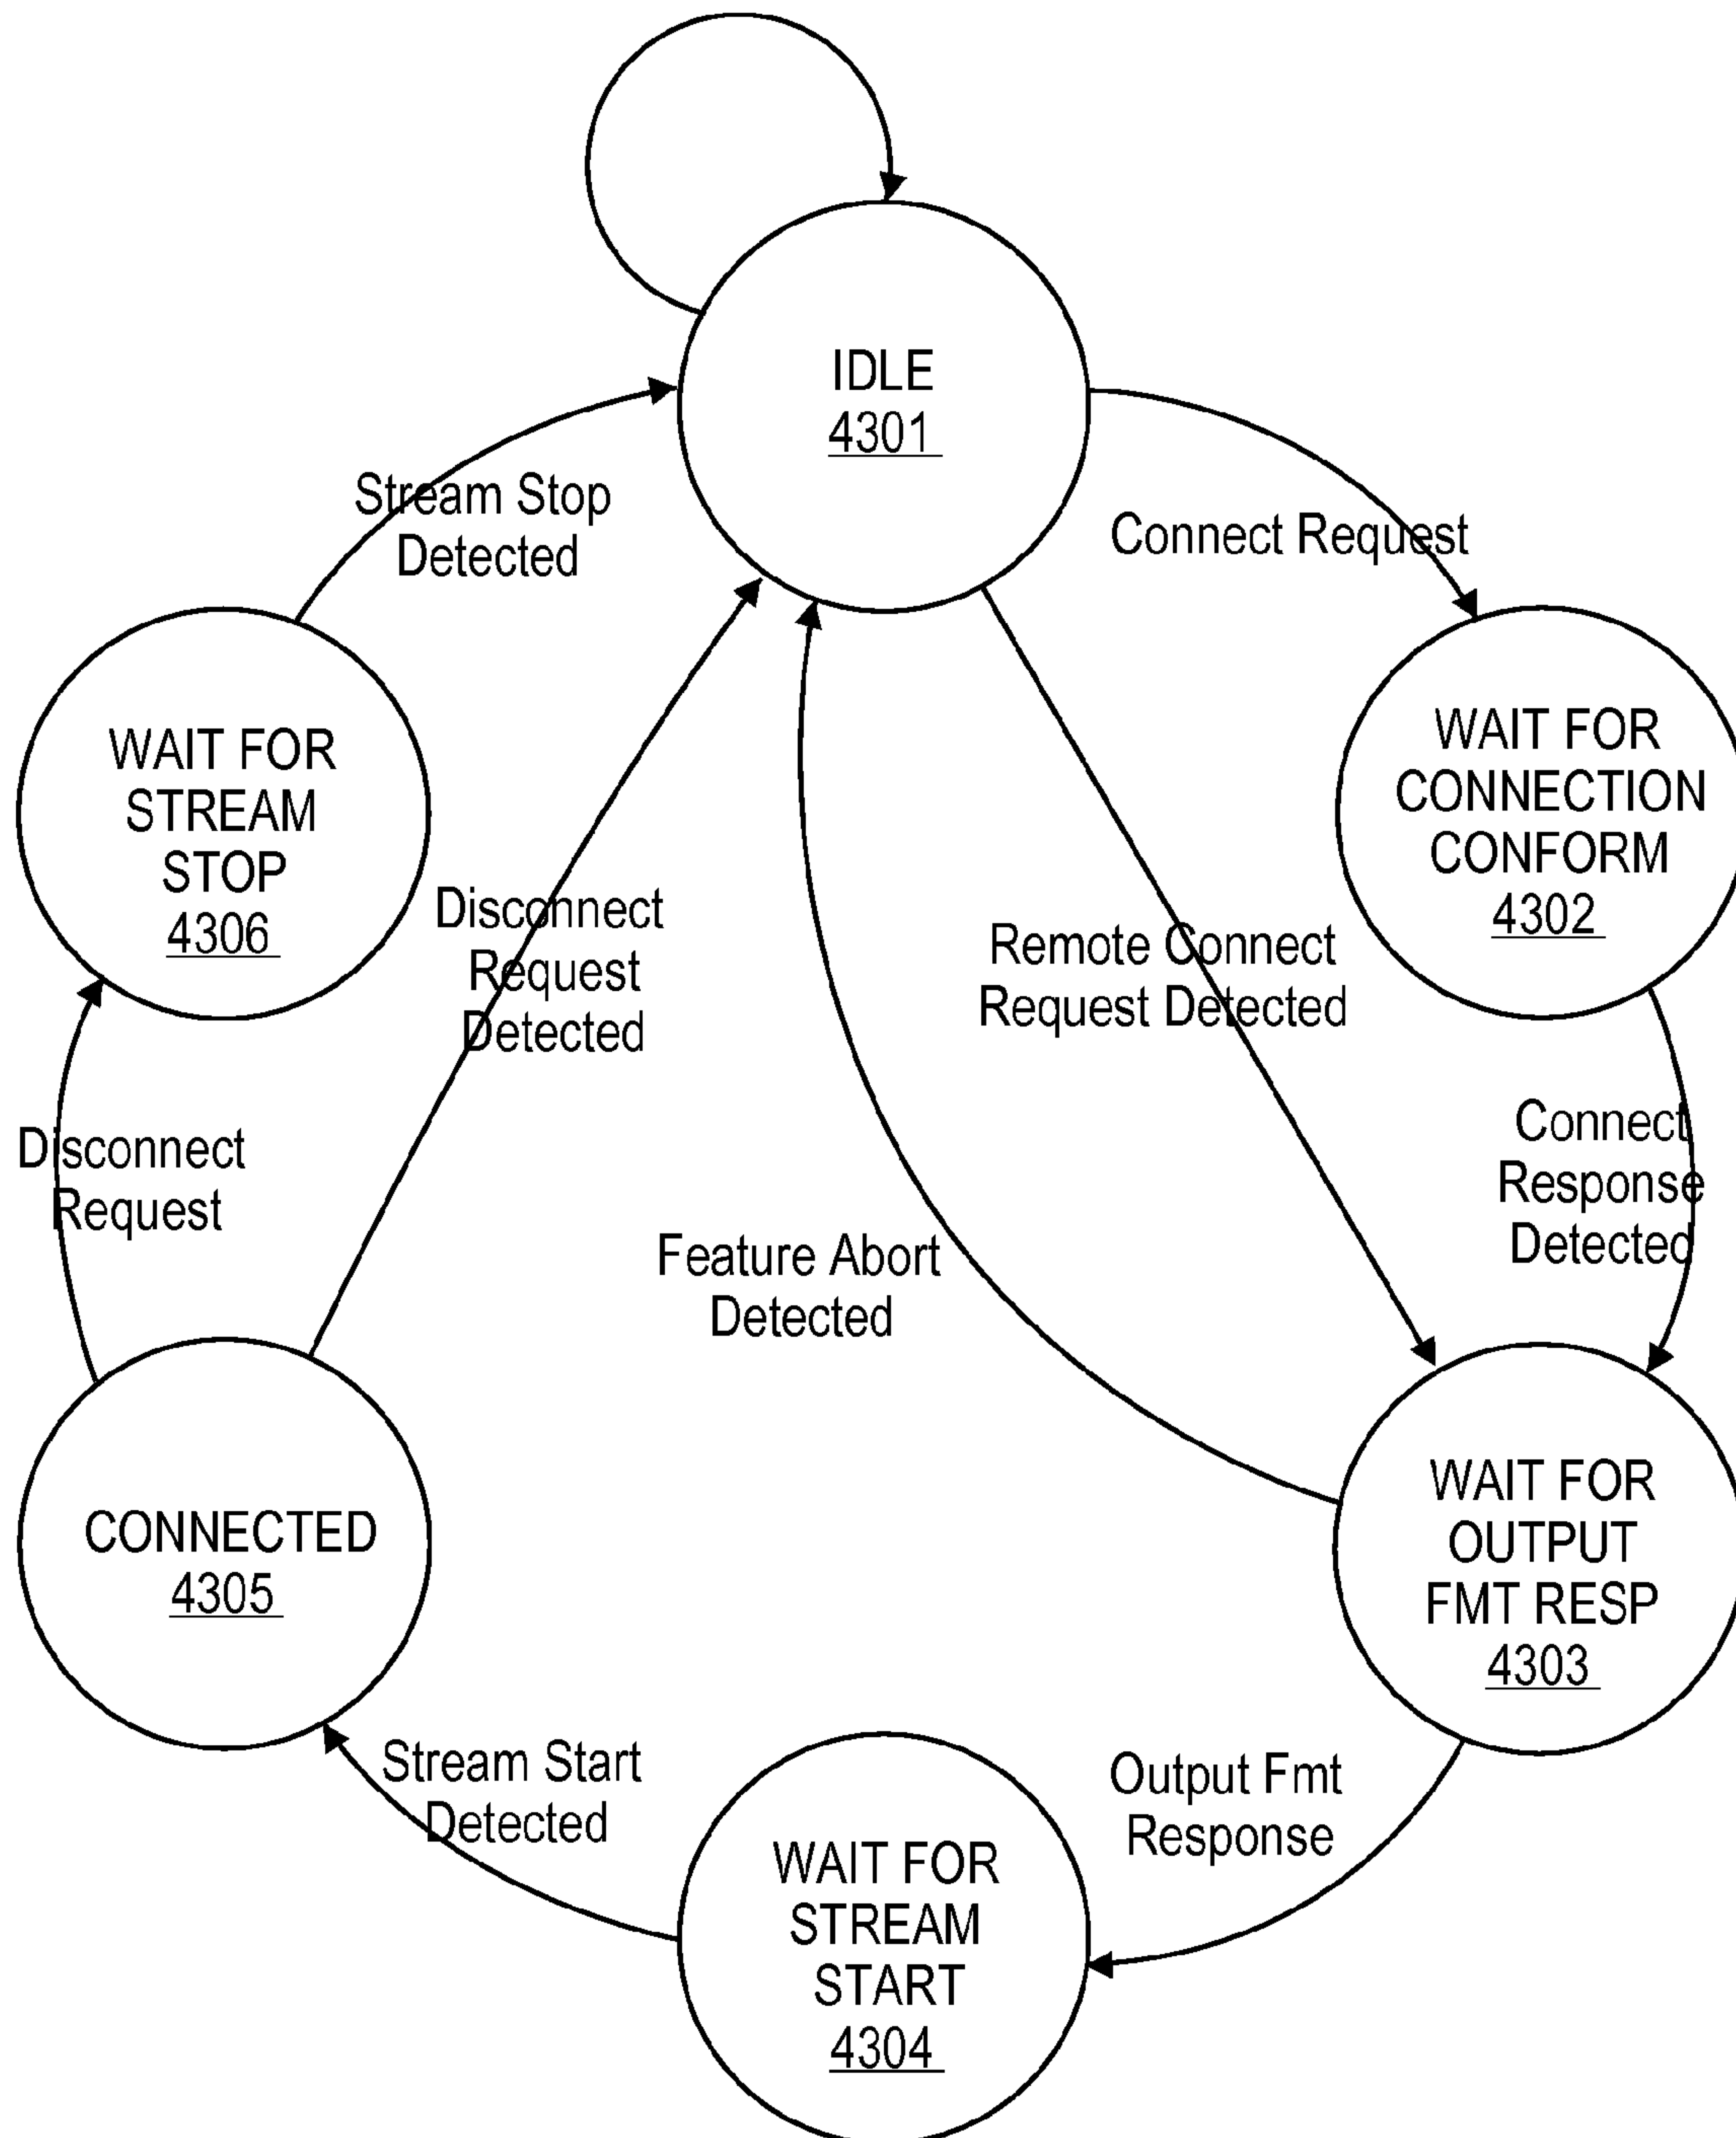 IDLE
4301
Stream Stop
Detected
Connect Request
WAIT FOR
STREAM
STOP
4306
WAIT FOR
CONNECTION
CONFORM
4302
Disconnect
Request
Detected
Remote Connect
Request Detected
Disconnect
Request
Connect
Response
Detected
Feature Abort
Detected
CONNECTED
4305
WAIT FOR
OUTPUT
FMT RESP
4303
Stream Start
Detected
Output Fmt
Response
WAIT FOR
STREAM
START
4304